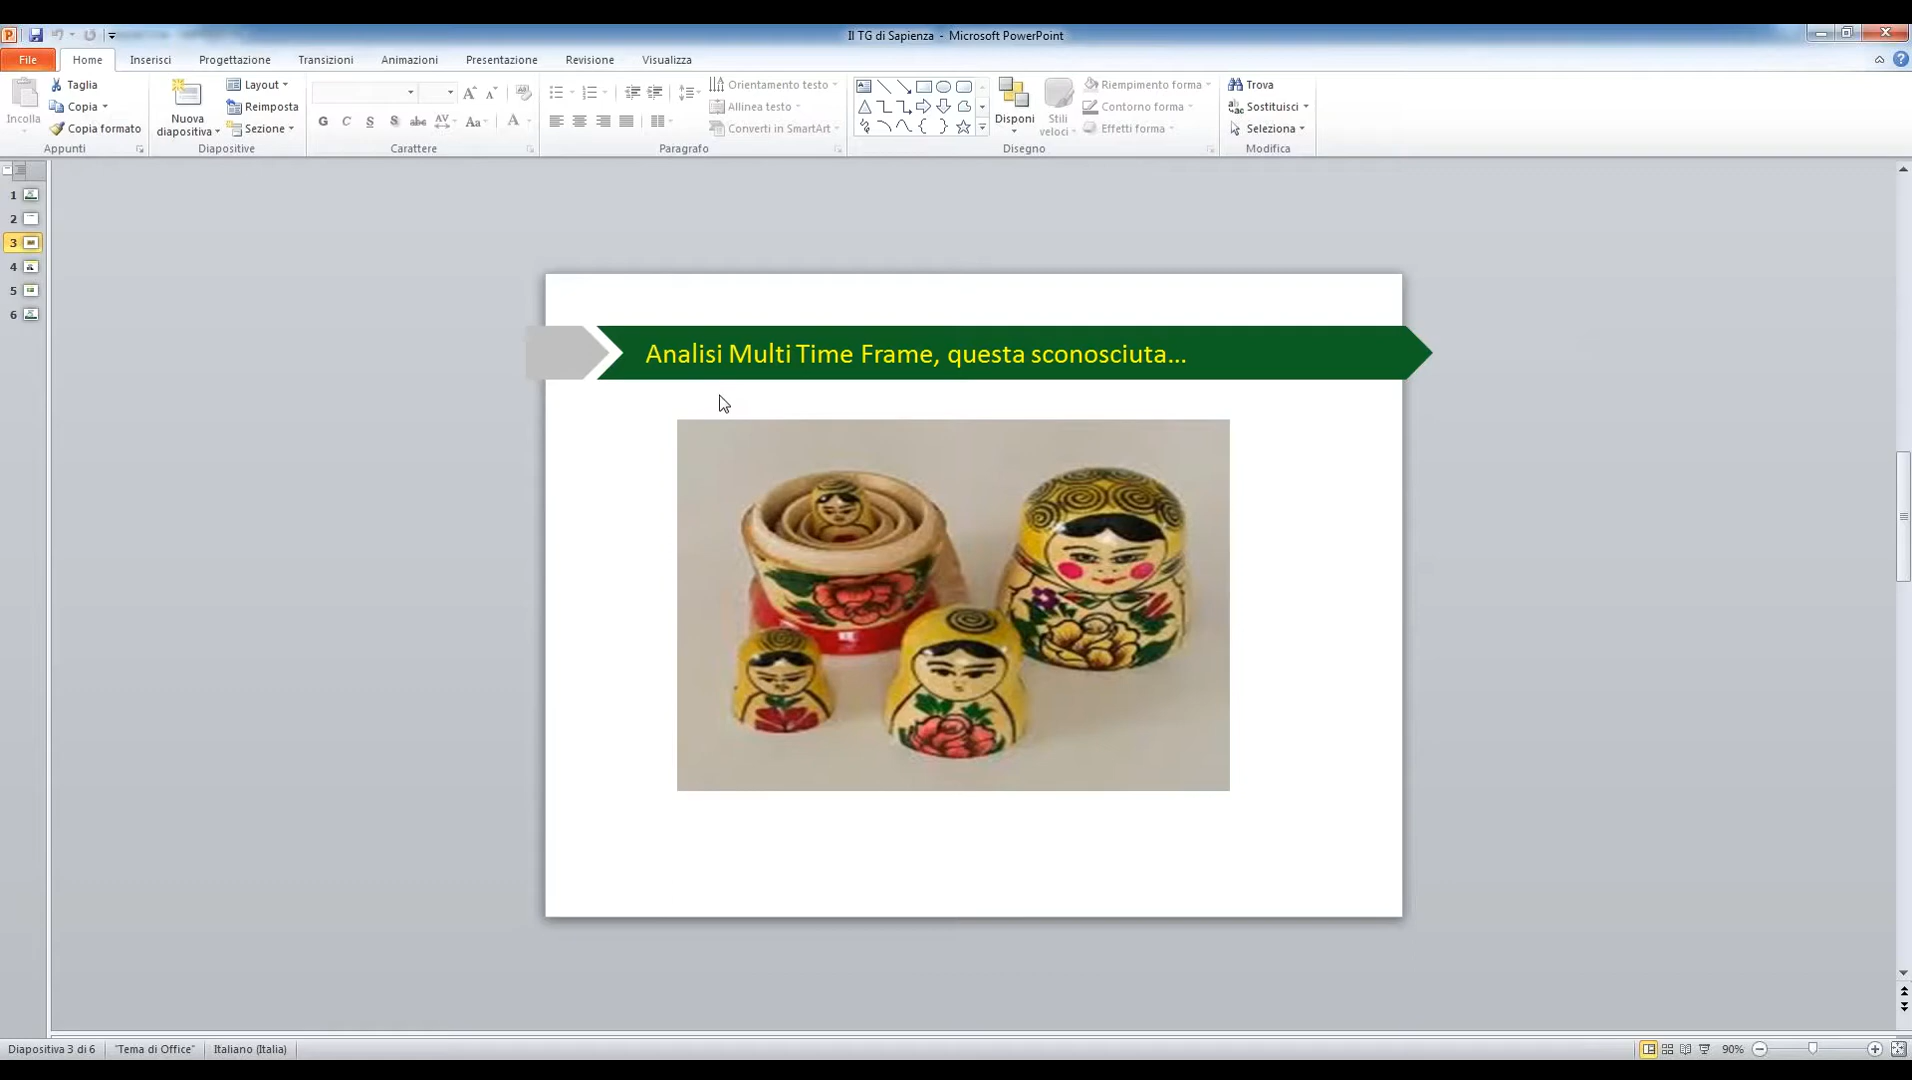 Il TG di Sapienza - Microsoft PowerPoint
File Home Inserisci Progettazione Transizioni Animazioni Presentazione Revisione Visualizza
Incolla
Taglia
Copia
Copia formato
Appunti
Nuova
diapositiva
Layout
Reimposta
Sezione
Diapositive
G C S S abc AV Aa A
Carattere
Orientamento testo
Allinea testo
Converti in SmartArt
Paragrafo
Disponi
Stili
veloci
Riempimento forma
Contorno forma
Effetti forma
Disegno
Trova
Sostituisci
Seleziona
Modifica
1
2
3
4
5
6
Analisi Multi Time Frame, questa sconosciuta...
Diapositiva 3 di 6 "Tema di Office" Italiano (Italia) 90%